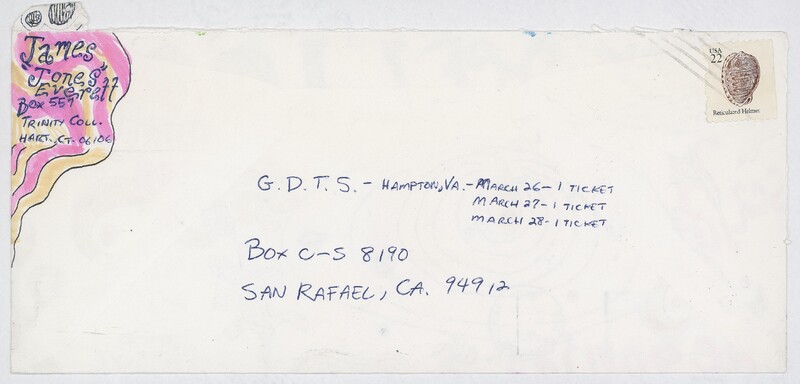 James
"Jones"
Everett
Box 557
Trinity Coll.
Hart., CT. 06106
USA
22
Reticulated Helmet
G.D.T.S. - Hampton, VA. - March 26 - 1 ticket
March 27 - 1 ticket
March 28 - 1 ticket
Box C-S 8190
San Rafael, CA. 94912